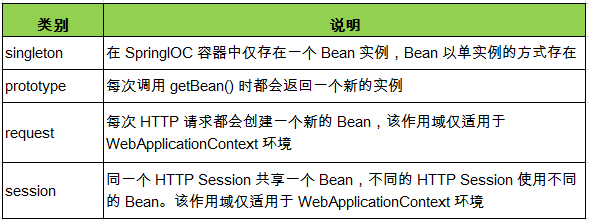 类别 说明
singleton 在 SpringIOC 容器中仅存在一个 Bean 实例，Bean 以单实例的方式存在
prototype 每次调用 getBean() 时都会返回一个新的实例
request 每次 HTTP 请求都会创建一个新的 Bean，该作用域仅适用于
WebApplicationContext 环境
session 同一个 HTTP Session 共享一个 Bean，不同的 HTTP Session 使用不同
的 Bean。该作用域仅适用于 WebApplicationContext 环境